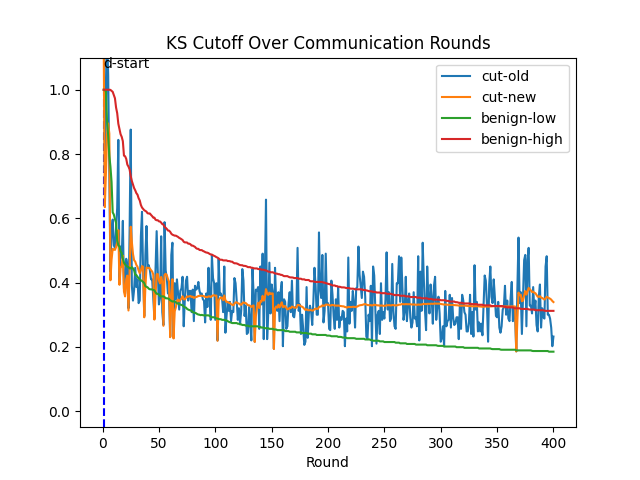 KS Cutoff Over Communication Rounds
d-start
cut-old
cut-new
benign-low
benign-high
1.0
0.8
0.6
0.4
0.2
0.0
0 50 100 150 200 250 300 350 400
Round